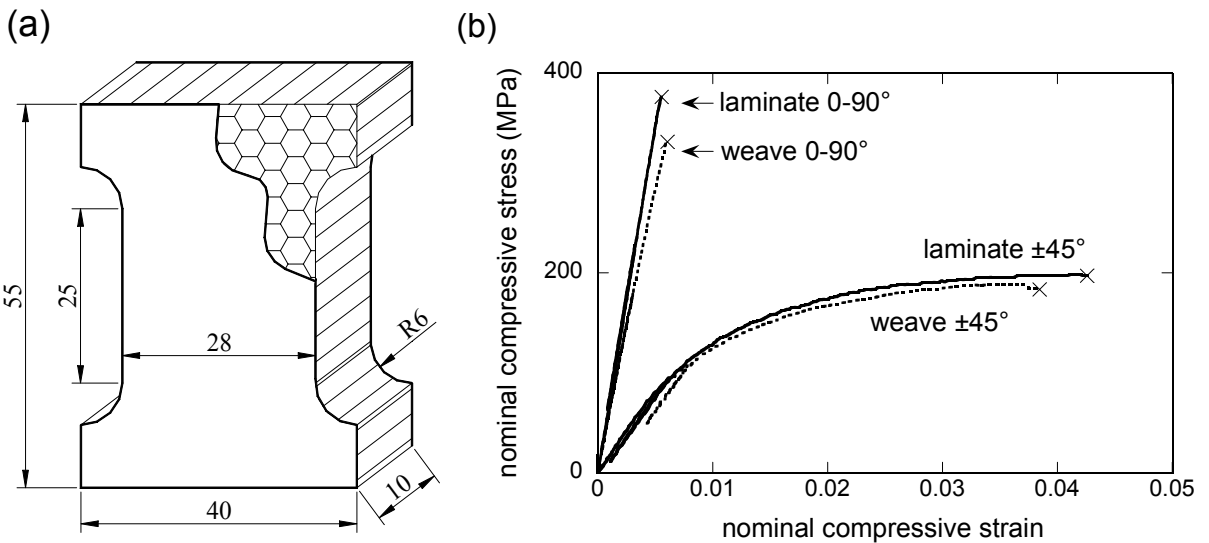 (a)
55
25
28
R6
40
10
(b)
nominal compressive stress (MPa)
400
200
0
laminate 0-90°
weave 0-90°
laminate ±45°
weave ±45°
0 0.01 0.02 0.03 0.04 0.05
nominal compressive strain